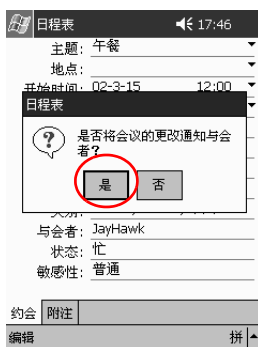 日程表 17:46
主题: 午餐
地点:
开始时间: 02-3-15 12:00
日程表
是否将会议的更改通知与会
者?
是 否
类别:
与会者: JayHawk
状态: 忙
敏感性: 普通
约会 附注
编辑 拼